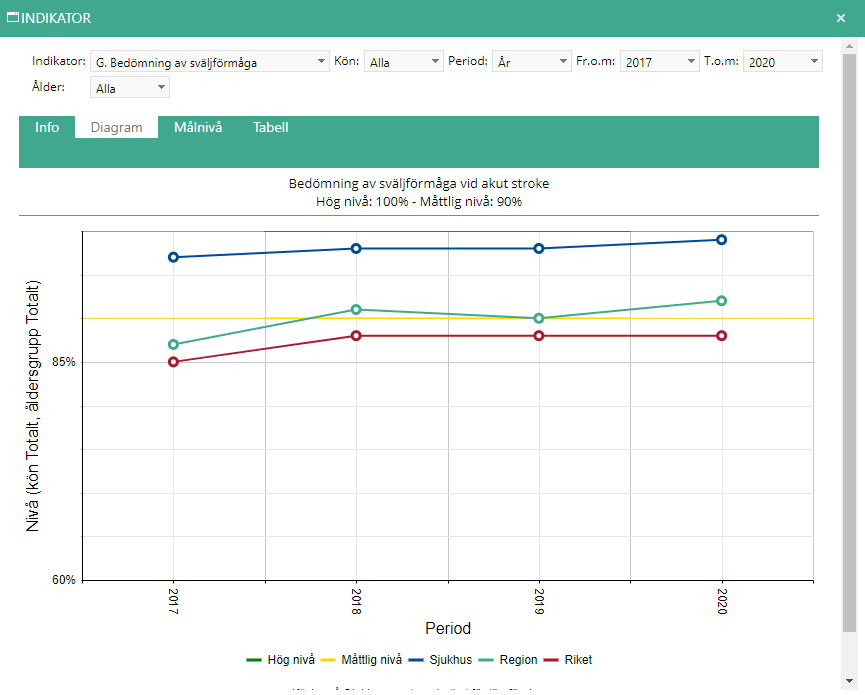 INDIKATOR ×
Indikator: G. Bedömning av sväljförmåga Kön: Alla Period: År Fr.o.m: 2017 T.o.m: 2020
Ålder: Alla
Info Diagram Målnivå Tabell
Bedömning av sväljförmåga vid akut stroke
Hög nivå: 100% - Måttlig nivå: 90%
Nivå (kön Totalt, åldersgrupp Totalt)
85%
60%
2017 2018 2019 2020
Period
Hög nivå Måttlig nivå Sjukhus Region Riket